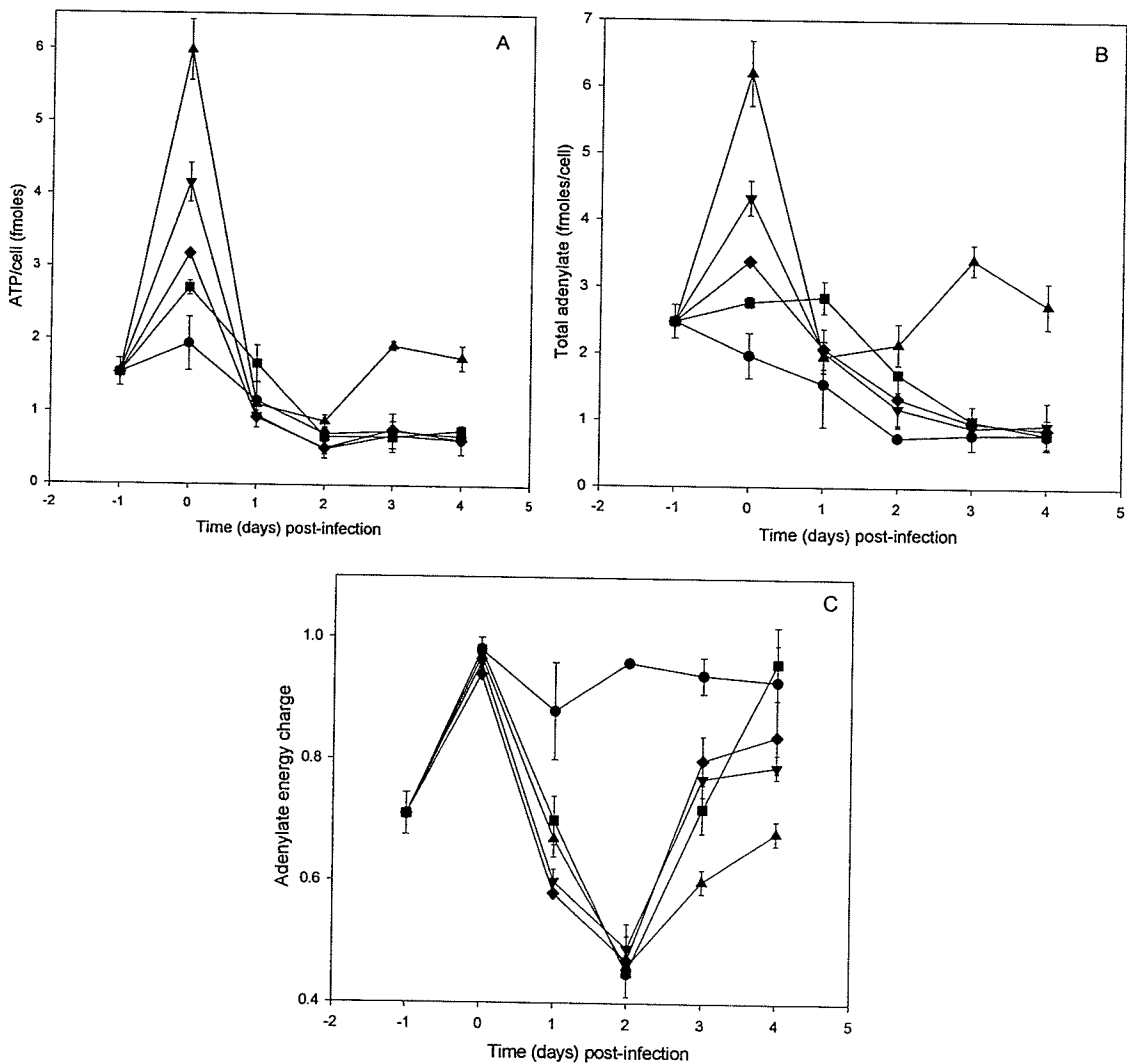 A
ATP/cell (fmoles)
6
5
4
3
2
1
0
-2 -1 0 1 2 3 4 5
Time (days) post-infection
B
Total adenylate (fmoles/cell)
7
6
5
4
3
2
1
0
-2 -1 0 1 2 3 4 5
Time (days) post-infection
C
Adenylate energy charge
1.0
0.8
0.6
0.4
-2 -1 0 1 2 3 4 5
Time (days) post-infection